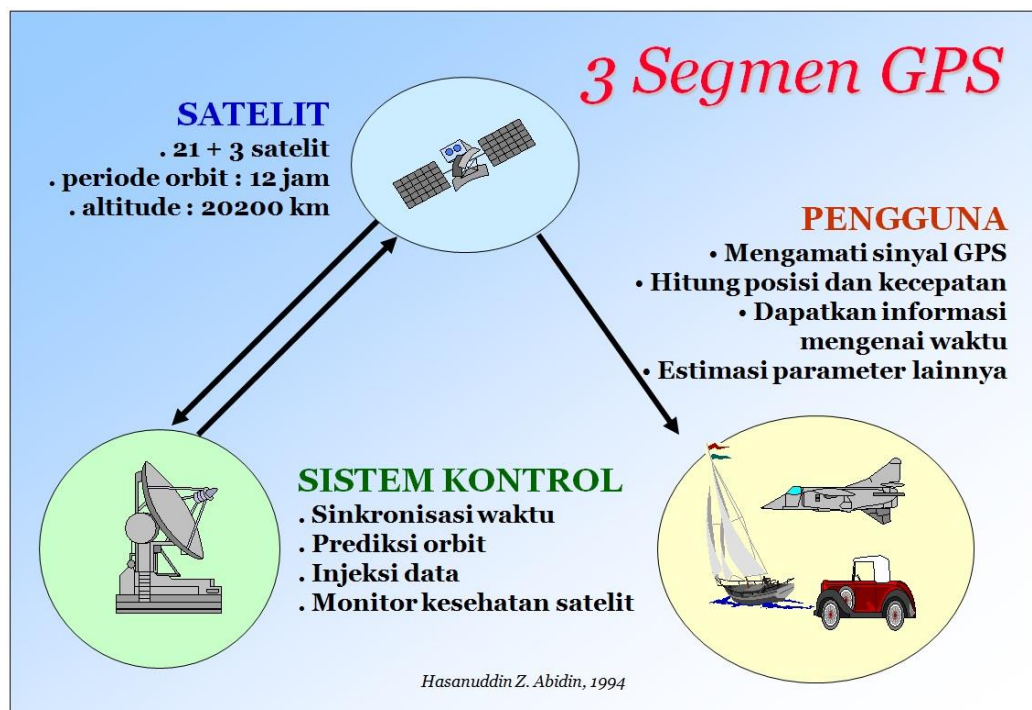 3 Segmen GPS
SATELIT
. 21 + 3 satelit
. periode orbit : 12 jam
. altitude : 20200 km
PENGGUNA
• Mengamati sinyal GPS
• Hitung posisi dan kecepatan
• Dapatkan informasi
mengenai waktu
• Estimasi parameter lainnya
SISTEM KONTROL
. Sinkronisasi waktu
. Prediksi orbit
. Injeksi data
. Monitor kesehatan satelit
Hasanuddin Z. Abidin, 1994